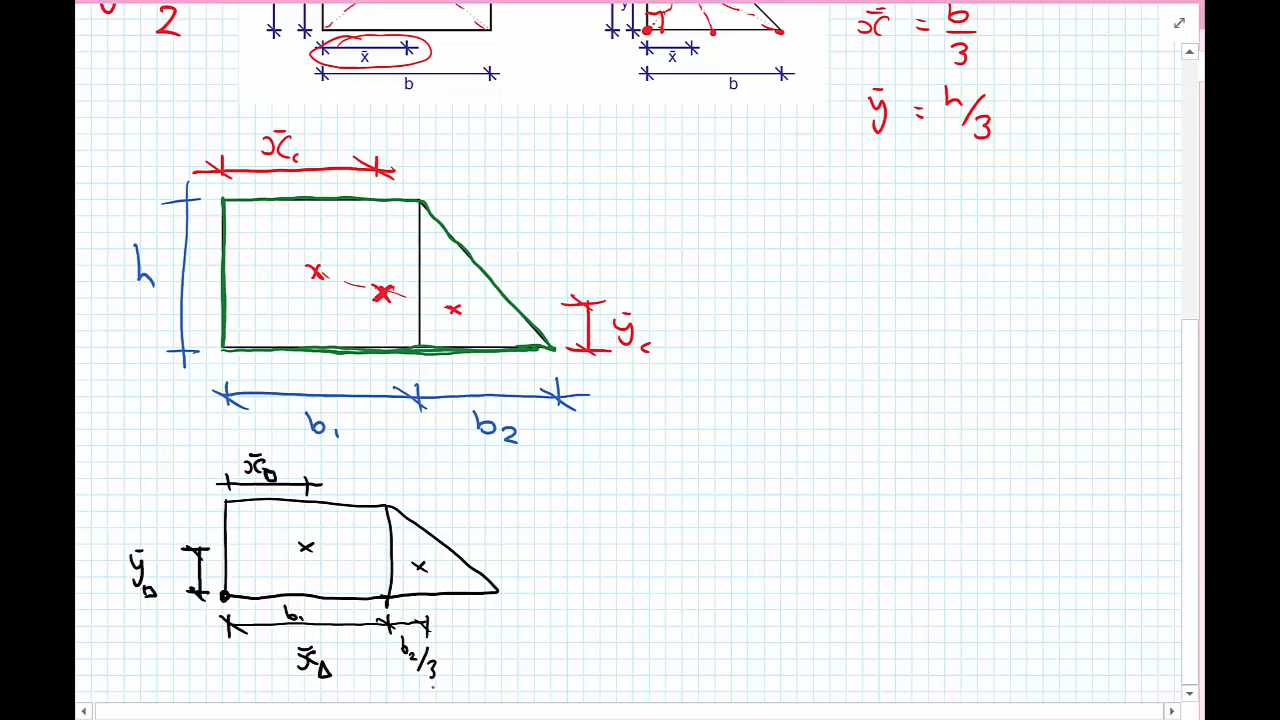 2
x̄
b
y
x̄
b
x̄ = b/3
ȳ = h/3
x̄c
h
ȳc
b1 b2
x̄□
ȳ□
b1
b2/3
x̄△